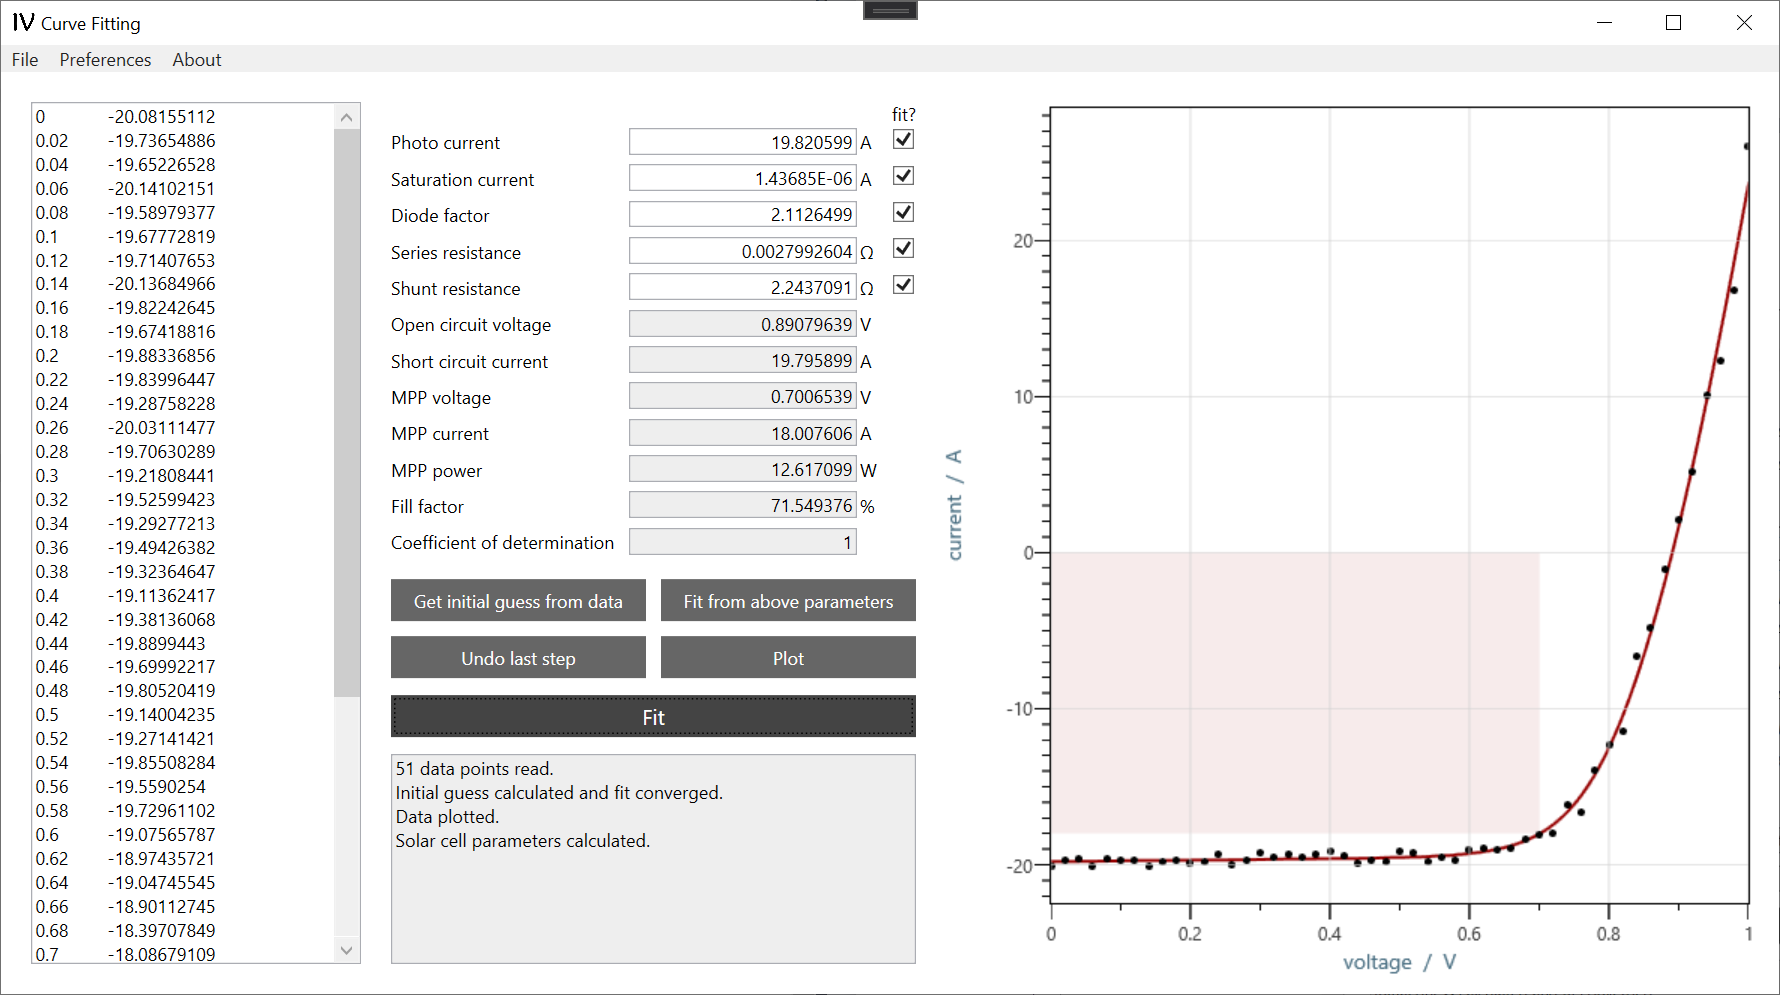 IV Curve Fitting
File Preferences About
0 -20.08155112
0.02 -19.73654886
0.04 -19.65226528
0.06 -20.14102151
0.08 -19.58979377
0.1 -19.67772819
0.12 -19.71407653
0.14 -20.13684966
0.16 -19.82242645
0.18 -19.67418816
0.2 -19.88336856
0.22 -19.83996447
0.24 -19.28758228
0.26 -20.03111477
0.28 -19.70630289
0.3 -19.21808441
0.32 -19.52599423
0.34 -19.29277213
0.36 -19.49426382
0.38 -19.32364647
0.4 -19.11362417
0.42 -19.38136068
0.44 -19.8899443
0.46 -19.69992217
0.48 -19.80520419
0.5 -19.14004235
0.52 -19.27141421
0.54 -19.85508284
0.56 -19.5590254
0.58 -19.72961102
0.6 -19.07565787
0.62 -18.97435721
0.64 -19.04745545
0.66 -18.90112745
0.68 -18.39707849
0.7 -18.08679109
fit?
Photo current 19.820599 A
Saturation current 1.43685E-06 A
Diode factor 2.1126499
Series resistance 0.0027992604 Ω
Shunt resistance 2.2437091 Ω
Open circuit voltage 0.89079639 V
Short circuit current 19.795899 A
MPP voltage 0.7006539 V
MPP current 18.007606 A
MPP power 12.617099 W
Fill factor 71.549376 %
Coefficient of determination 1
Get initial guess from data Fit from above parameters
Undo last step Plot
Fit
51 data points read.
Initial guess calculated and fit converged.
Data plotted.
Solar cell parameters calculated.
20
10
0
-10
-20
current / A
0 0.2 0.4 0.6 0.8 1
voltage / V